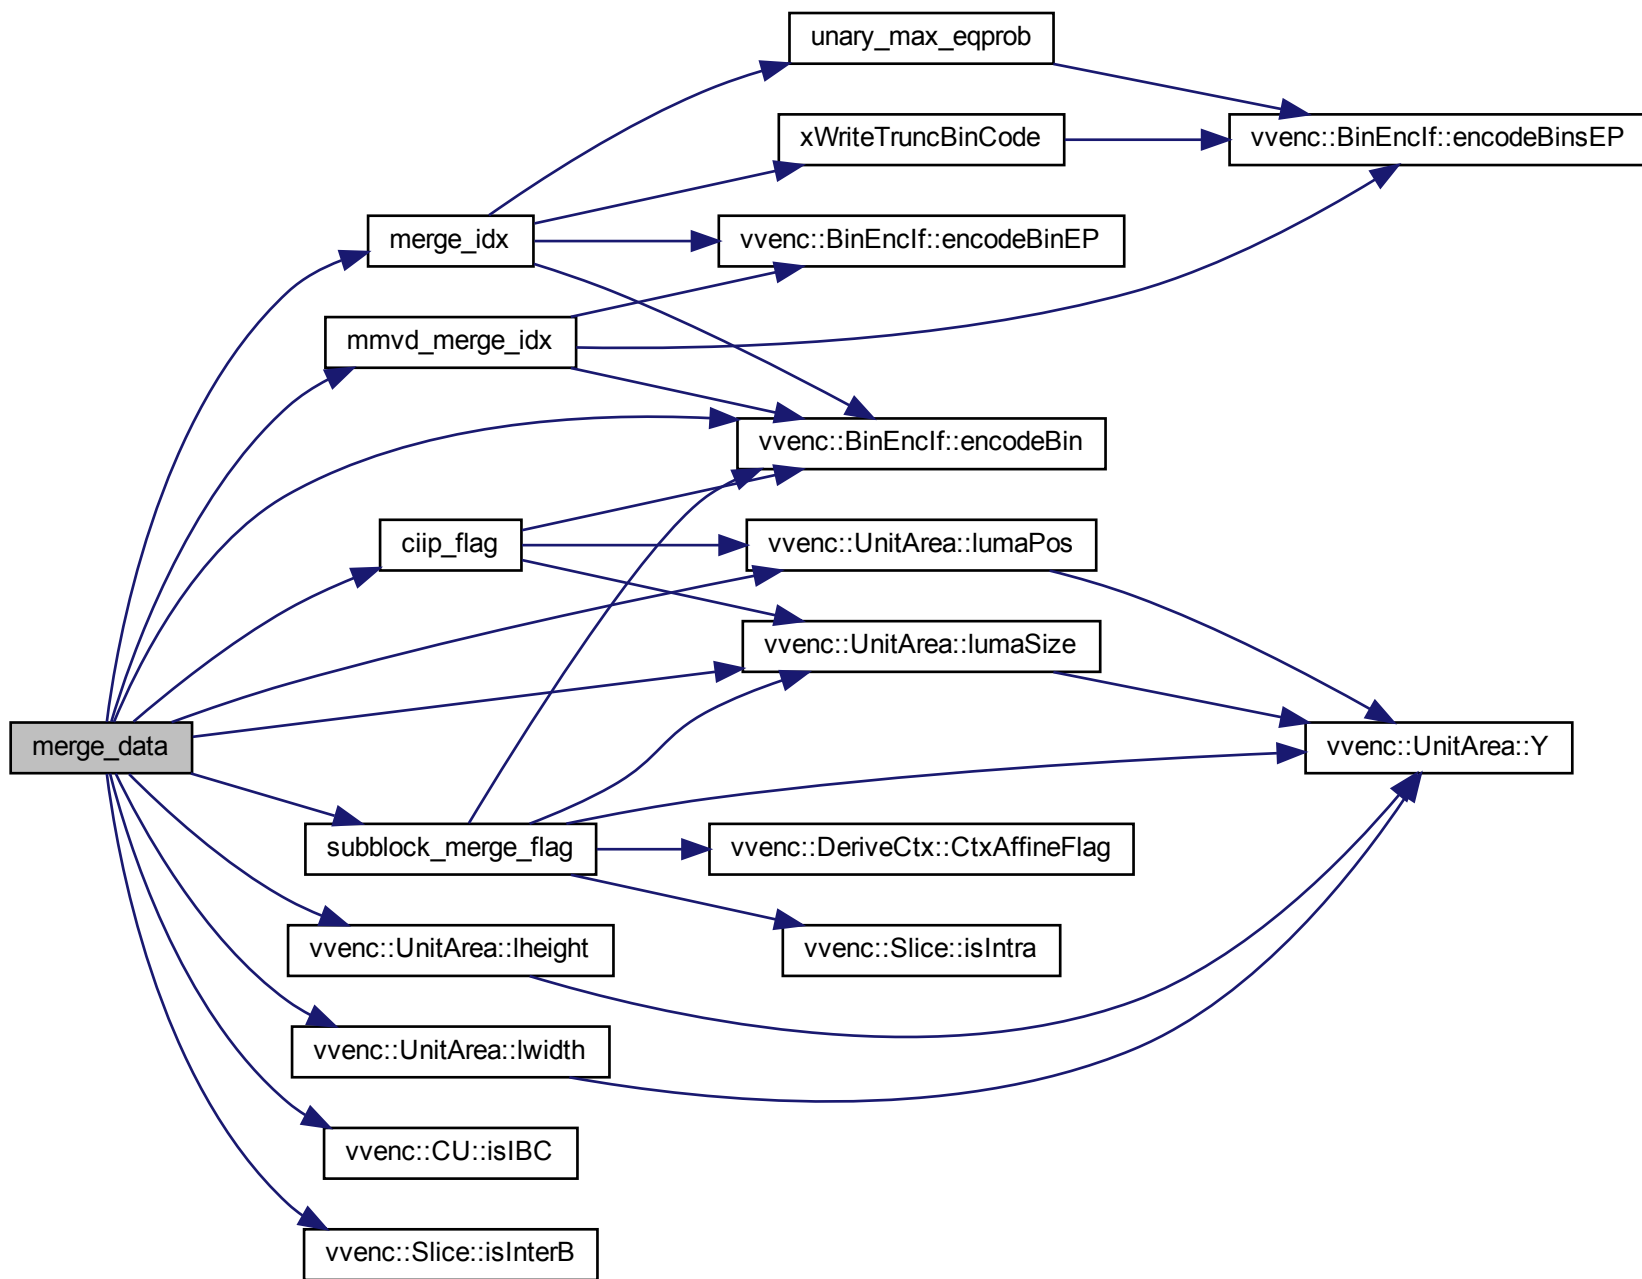 unary_max_eqprob
xWriteTruncBinCode
vvenc::BinEncIf::encodeBinsEP
merge_idx
vvenc::BinEncIf::encodeBinEP
mmvd_merge_idx
vvenc::BinEncIf::encodeBin
ciip_flag
vvenc::UnitArea::lumaPos
vvenc::UnitArea::lumaSize
merge_data
vvenc::UnitArea::Y
subblock_merge_flag
vvenc::DeriveCtx::CtxAffineFlag
vvenc::UnitArea::lheight
vvenc::Slice::isIntra
vvenc::UnitArea::lwidth
vvenc::CU::isIBC
vvenc::Slice::isInterB